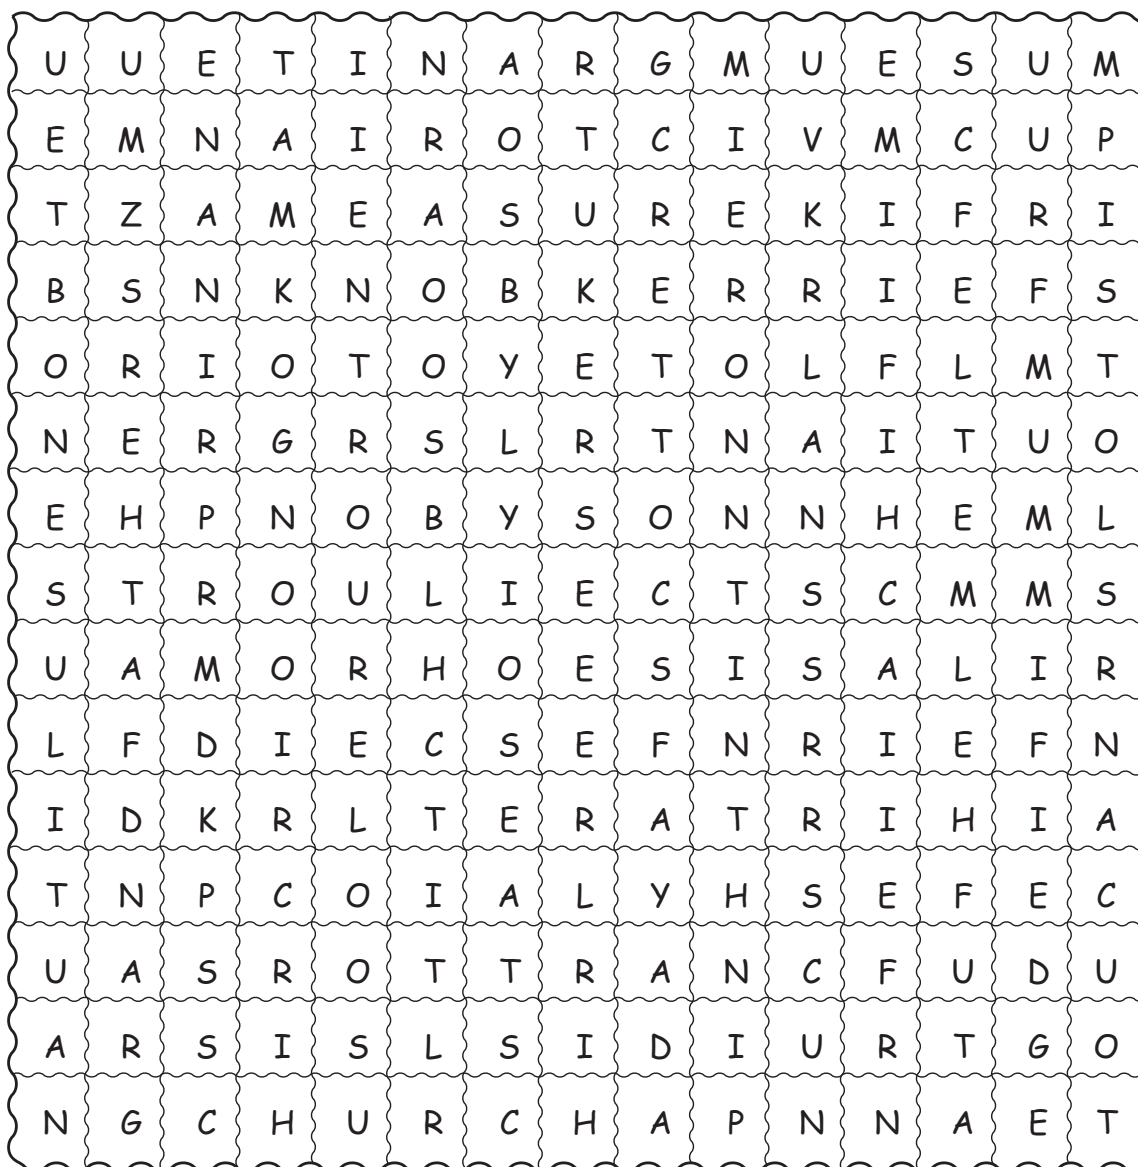 U U E T I N A R G M U E S U M
E M N A I R O T C I V M C U P
T Z A M E A S U R E K I F R I
B S N K N O B K E R R I E F S
O R I O T O Y E T O L F L M T
N E R G R S L R T N A I T U O
E H P N O B Y S O N N H E M L
S T R O U L I E C T S C M M S
U A M O R H O E S I S A L I R
L F D I E C S E F N R I E F N
I D K R L T E R A T R I H I A
T N P C O I A L Y H S E F E C
U A S R O T T R A N C F U D U
A R S I S L S I D I U R T G O
N G C H U R C H A P N N A E T